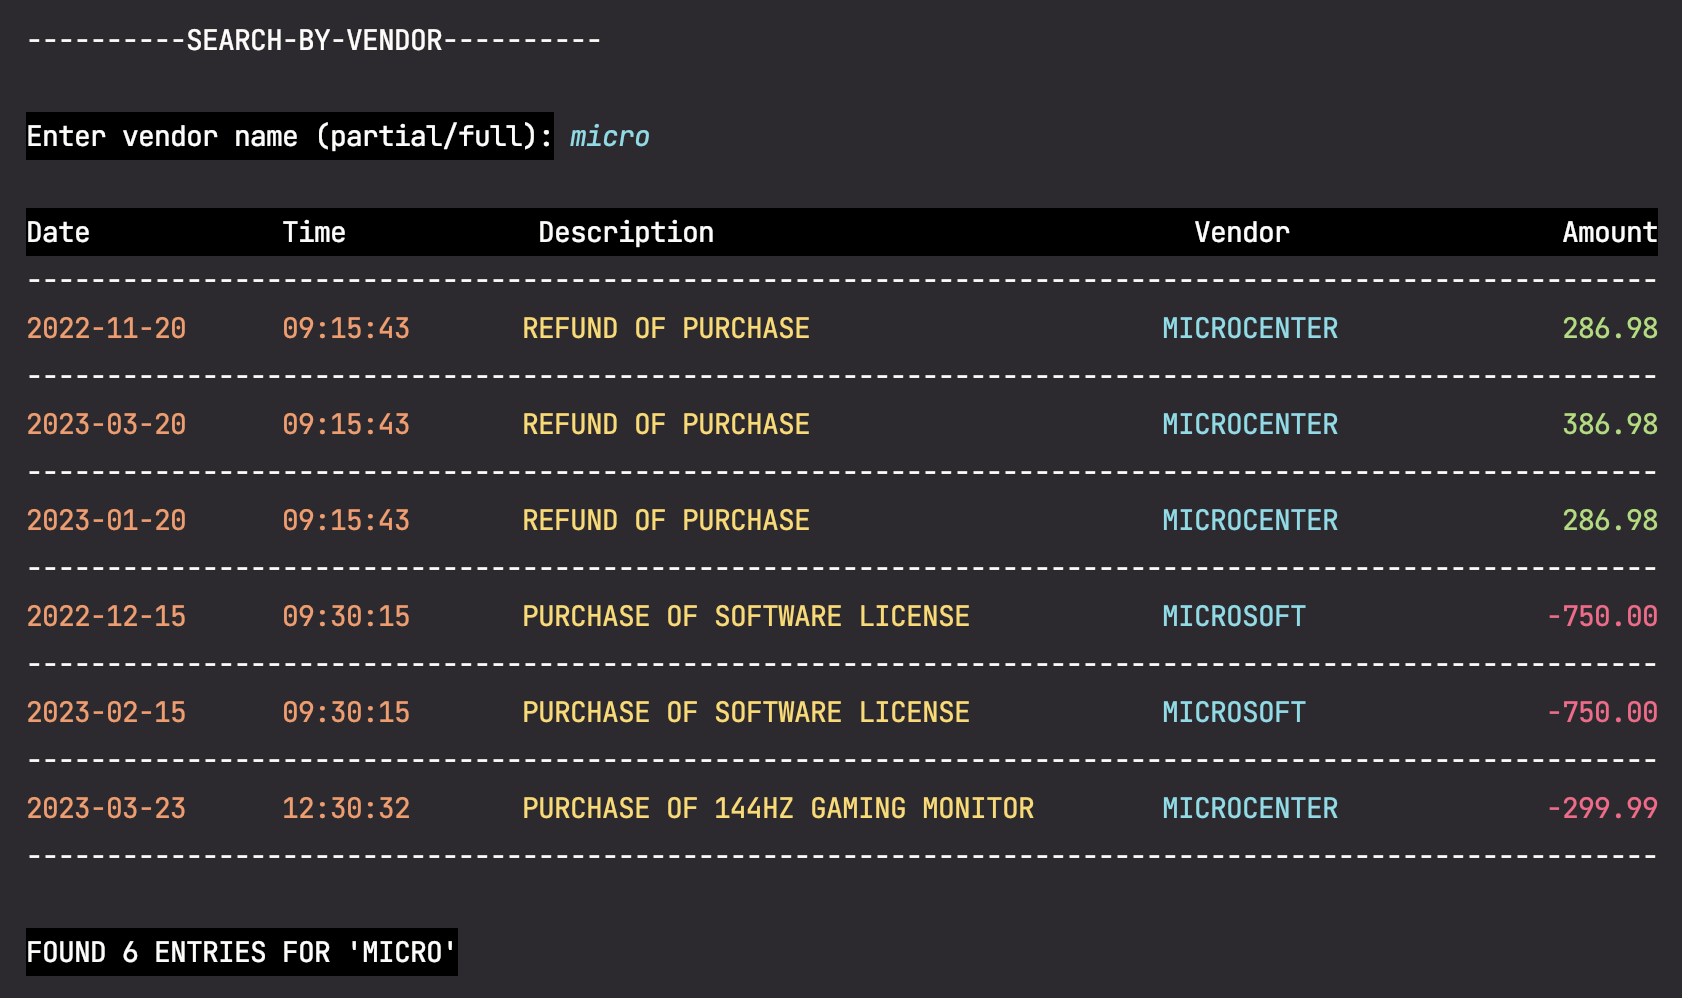 ----------SEARCH-BY-VENDOR----------
Enter vendor name (partial/full): micro
Date Time Description Vendor Amount
------------------------------------------------------------------------------------------------------
2022-11-20 09:15:43 REFUND OF PURCHASE MICROCENTER 286.98
------------------------------------------------------------------------------------------------------
2023-03-20 09:15:43 REFUND OF PURCHASE MICROCENTER 386.98
------------------------------------------------------------------------------------------------------
2023-01-20 09:15:43 REFUND OF PURCHASE MICROCENTER 286.98
------------------------------------------------------------------------------------------------------
2022-12-15 09:30:15 PURCHASE OF SOFTWARE LICENSE MICROSOFT -750.00
------------------------------------------------------------------------------------------------------
2023-02-15 09:30:15 PURCHASE OF SOFTWARE LICENSE MICROSOFT -750.00
------------------------------------------------------------------------------------------------------
2023-03-23 12:30:32 PURCHASE OF 144HZ GAMING MONITOR MICROCENTER -299.99
------------------------------------------------------------------------------------------------------
FOUND 6 ENTRIES FOR 'MICRO'